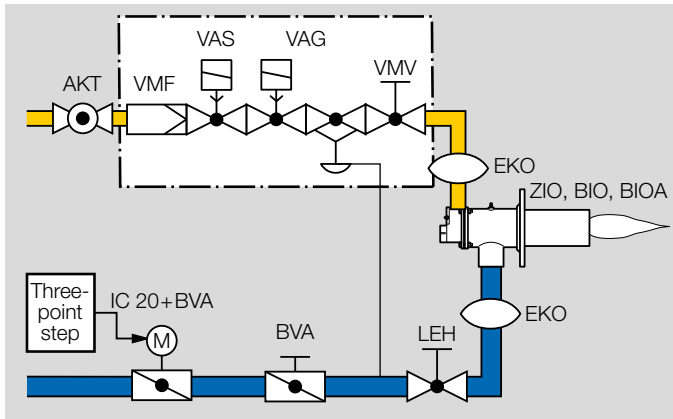 VAS
VAG
AKT
VMF
VMV
EKO
ZIO, BIO, BIOA
Three-
point
step
IC 20+BVA
M
BVA
LEH
EKO